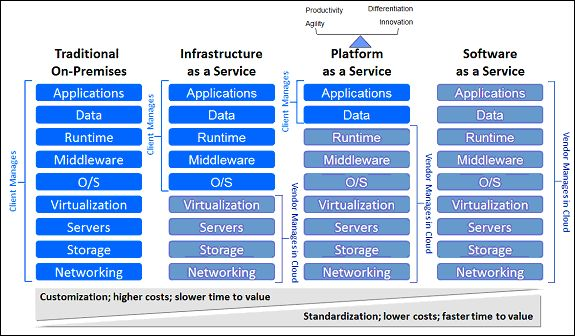 Productivity
Differentiation
Agility
Innovation
Traditional
On-Premises
Client Manages
Applications
Data
Runtime
Middleware
O/S
Virtualization
Servers
Storage
Networking
Infrastructure
as a Service
Client Manages
Applications
Data
Runtime
Middleware
O/S
Virtualization
Servers
Storage
Networking
Vendor Manages in Cloud
Platform
as a Service
Client Manages
Applications
Data
Runtime
Middleware
O/S
Virtualization
Servers
Storage
Networking
Vendor Manages in Cloud
Software
as a Service
Applications
Data
Runtime
Middleware
O/S
Virtualization
Servers
Storage
Networking
Vendor Manages in Cloud
Customization; higher costs; slower time to value
Standardization; lower costs; faster time to value